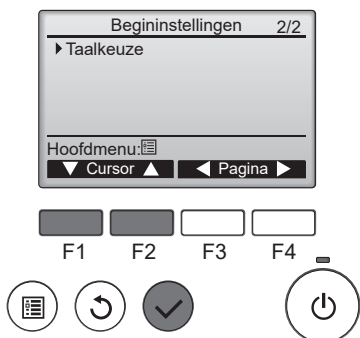 Begininstellingen 2/2
Taalkeuze
Hoofdmenu:
Cursor Pagina
F1 F2 F3 F4